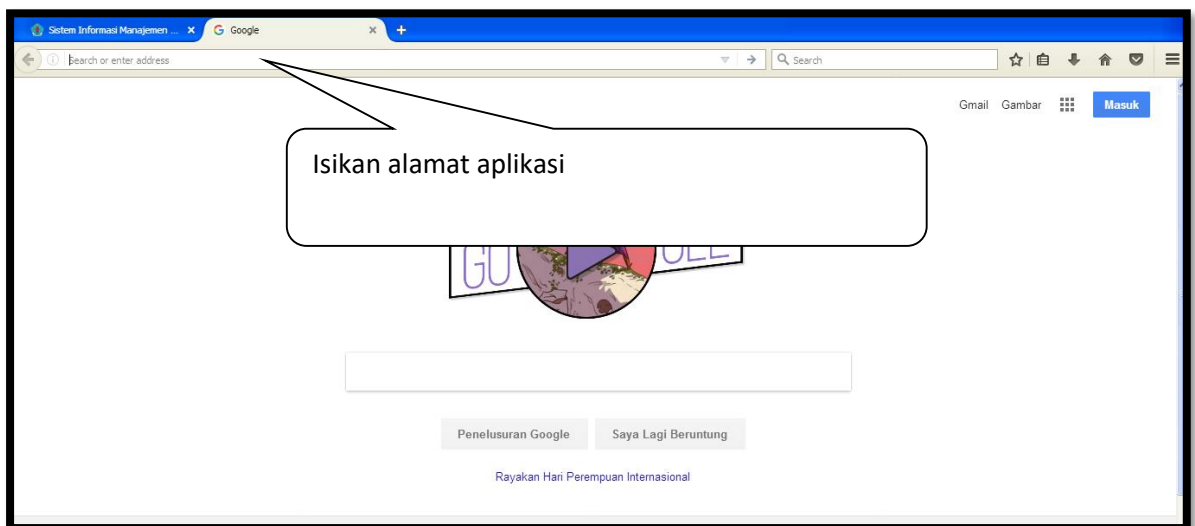 Sistem Informasi Manajemen ...
Google
Search or enter address
Search
Gmail Gambar Masuk
Isikan alamat aplikasi
Penelusuran Google Saya Lagi Beruntung
Rayakan Hari Perempuan Internasional